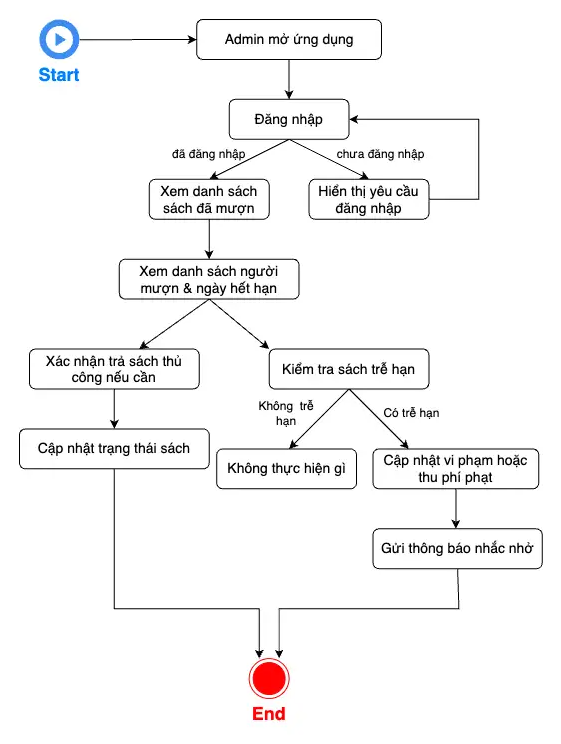 Admin mở ứng dụng
Start
Đăng nhập
đã đăng nhập
chưa đăng nhập
Xem danh sách
sách đã mượn
Hiển thị yêu cầu
đăng nhập
Xem danh sách người
mượn & ngày hết hạn
Xác nhận trả sách thủ
công nếu cần
Kiểm tra sách trễ hạn
Không trễ
hạn
Có trễ hạn
Cập nhật trạng thái sách
Không thực hiện gì
Cập nhật vi phạm hoặc
thu phí phạt
Gửi thông báo nhắc nhở
End